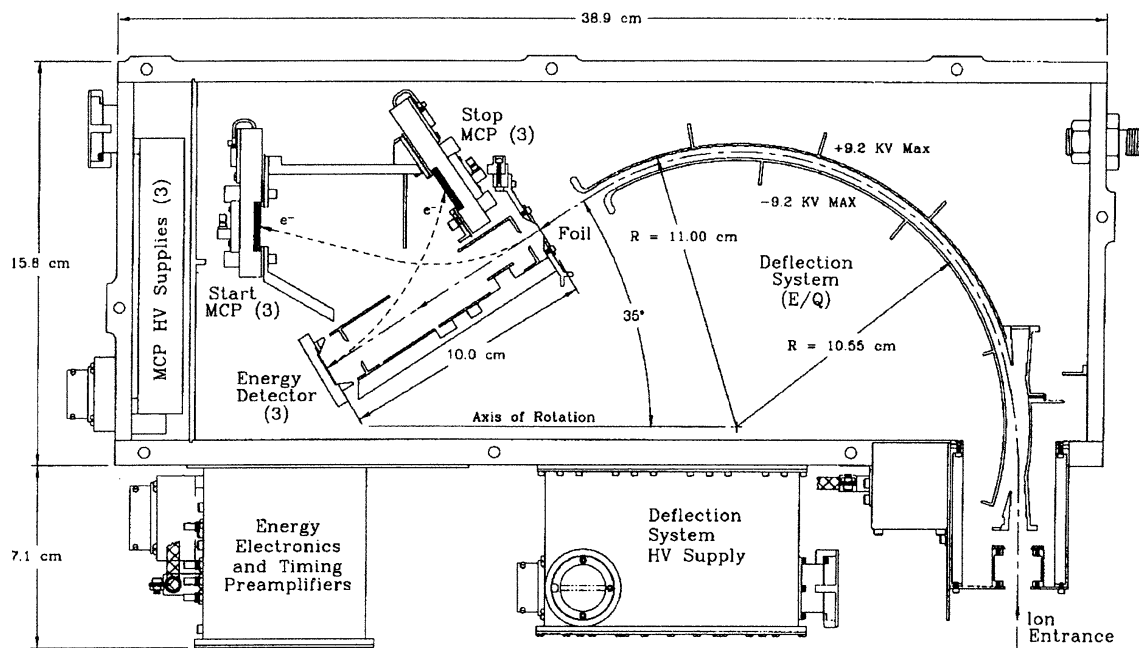 38.9 cm
Stop
MCP (3)
+9.2 KV Max
-9.2 KV MAX
e-
e-
Foil
R = 11.00 cm
15.8 cm
MCP HV Supplies (3)
Start
MCP (3)
Deflection
System
(E/Q)
35°
10.0 cm
R = 10.55 cm
Energy
Detector
(3)
Axis of Rotation
7.1 cm
Energy
Electronics
and Timing
Preamplifiers
Deflection
System
HV Supply
Ion
Entrance